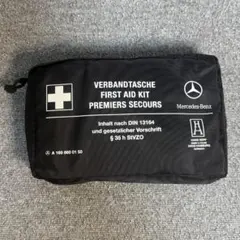 VERBANDTASCHE
FIRST AID KIT
PREMIERS SECOURS
Mercedes-Benz
Inhalt nach DIN 13164
und gesetzlicher Vorschrift
§ 35 h StVZO